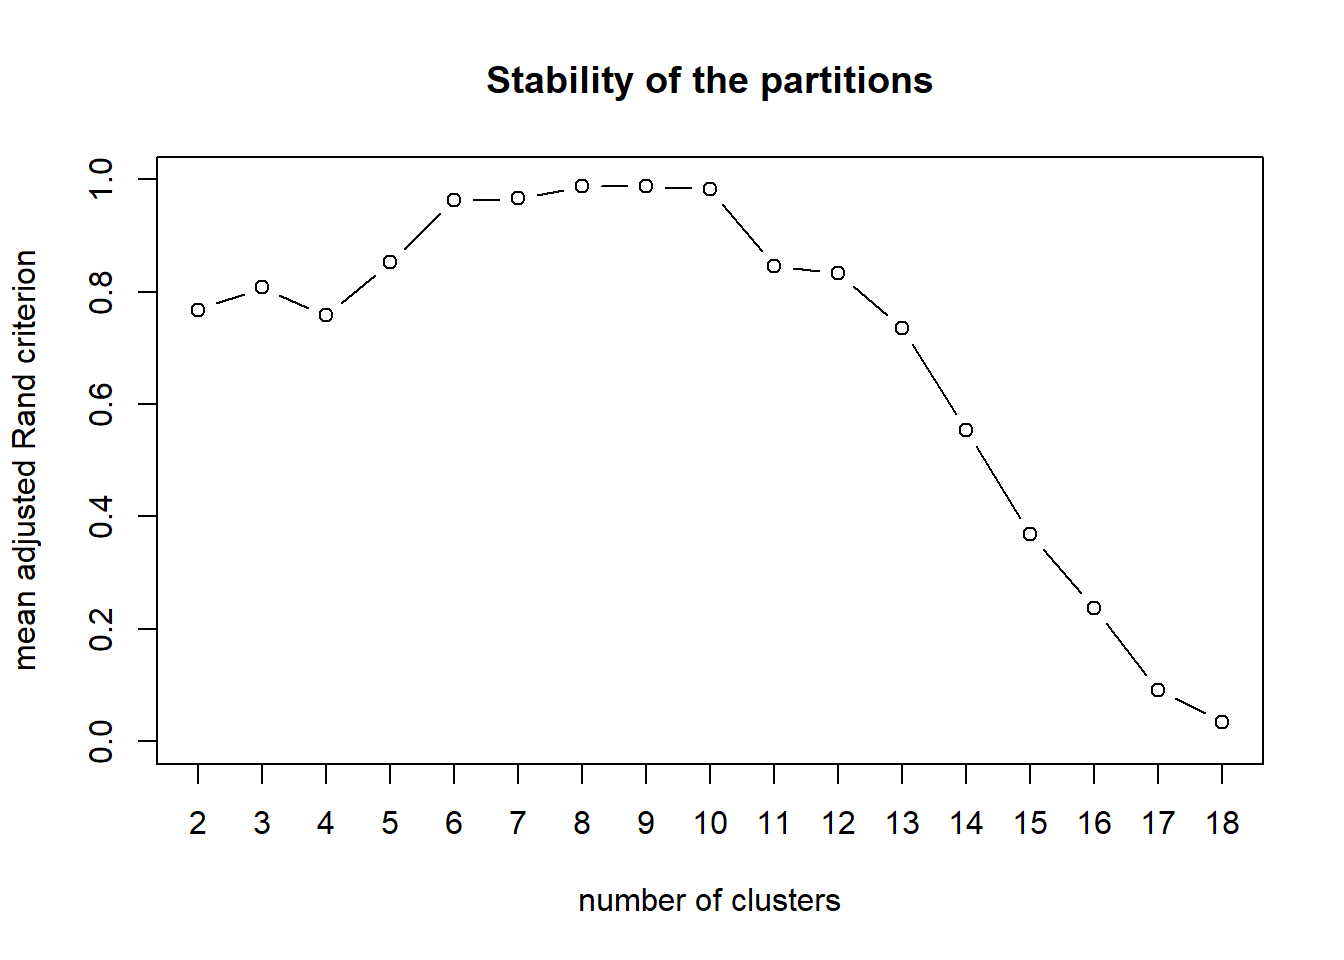 Stability of the partitions
mean adjusted Rand criterion
1.0
0.8
0.6
0.4
0.2
0.0
2 3 4 5 6 7 8 9 10 11 12 13 14 15 16 17 18
number of clusters